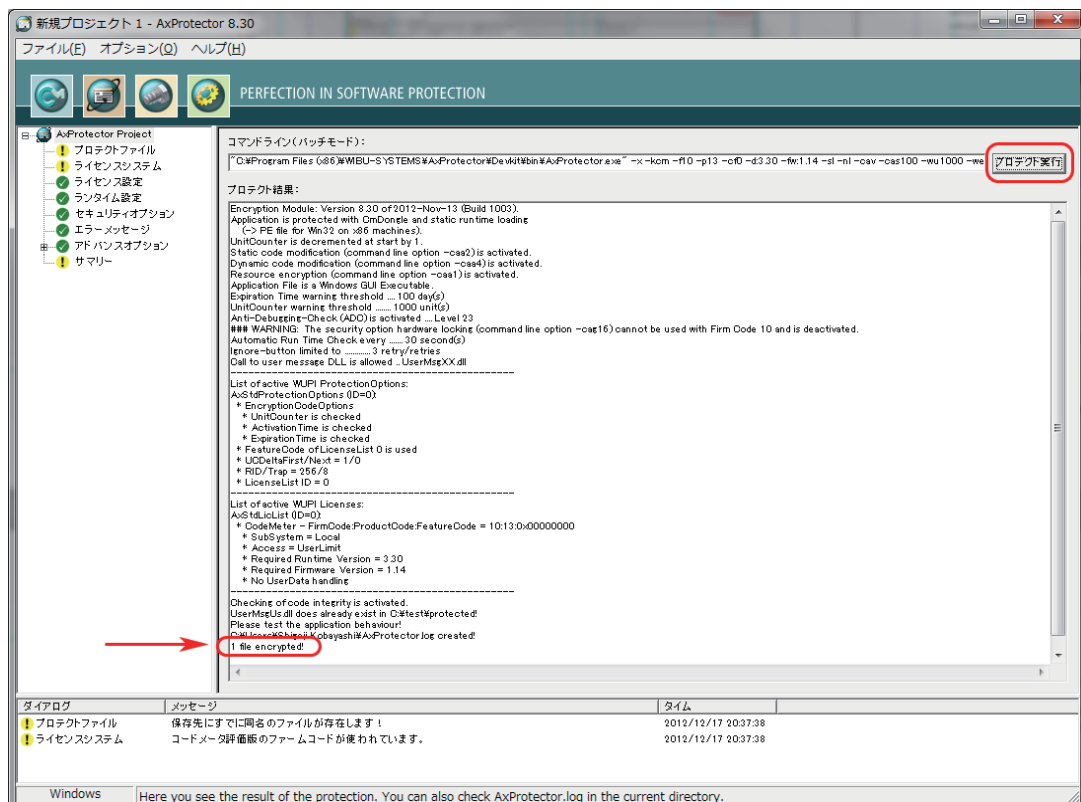 新規プロジェクト 1 - AxProtector 8.30
ファイル(F) オプション(O) ヘルプ(H)
PERFECTION IN SOFTWARE PROTECTION
AxProtector Project
プロテクトファイル
ライセンスシステム
ライセンス設定
ランタイム設定
セキュリティオプション
エラーメッセージ
アドバンスオプション
サマリー
コマンドライン(バッチモード):
"C:¥Program Files (x86)¥WIBU-SYSTEMS¥AxProtector¥Devkit¥bin¥AxProtector.exe" -x -kcm -f10 -p13 -cf0 -d3.30 -fw:1.14 -sl -nl -cav -cas100 -wu1000 -we
プロテクト実行
プロテクト結果:
Encryption Module: Version 8.30 of 2012-Nov-13 (Build 1003).
Application is protected with CmDongle and static runtime loading
(-> PE file for Win32 on x86 machines).
UnitCounter is decremented at start by 1.
Static code modification (command line option -caa2) is activated.
Dynamic code modification (command line option -caa4) is activated.
Resource encryption (command line option -caa1) is activated.
Application File is a Windows GUI Executable.
Expiration Time warning threshold .... 100 day(s)
UnitCounter warning threshold ........ 1000 unit(s)
Anti-Debugging-Check (ADC) is activated .... Level 23
### WARNING: The security option hardware locking (command line option -cag16) cannot be used with Firm Code 10 and is deactivated.
Automatic Run Time Check every ...... 30 second(s)
Ignore-button limited to ............ 3 retry/retries
Call to user message DLL is allowed .. UserMsgXX.dll
----------------------------------------------------
List of active WUPI ProtectionOptions:
AxStdProtectionOptions (ID=0):
* EncryptionCodeOptions
* UnitCounter is checked
* ActivationTime is checked
* ExpirationTime is checked
* FeatureCode of LicenseList 0 is used
* UCDeltaFirst/Next = 1/0
* RID/Trap = 256/8
* LicenseList ID = 0
----------------------------------------------------
List of active WUPI Licenses:
AxStdLicList (ID=0):
* CodeMeter - FirmCode:ProductCode:FeatureCode = 10:13:0x00000000
* SubSystem = Local
* Access = UserLimit
* Required Runtime Version = 3.30
* Required Firmware Version = 1.14
* No UserData handling
----------------------------------------------------
Checking of code integrity is activated.
UserMsgUs.dll does already exist in C:¥test¥protected!
Please test the application behaviour!
C:¥Users¥Shigeji Kobayashi¥AxProtector.log created!
1 file encrypted!
ダイアログ メッセージ タイム
プロテクトファイル 保存先にすでに同名のファイルが存在します! 2012/12/17 20:37:38
ライセンスシステム コードメータ評価版のファームコードが使われています。 2012/12/17 20:37:38
Windows Here you see the result of the protection. You can also check AxProtector.log in the current directory.